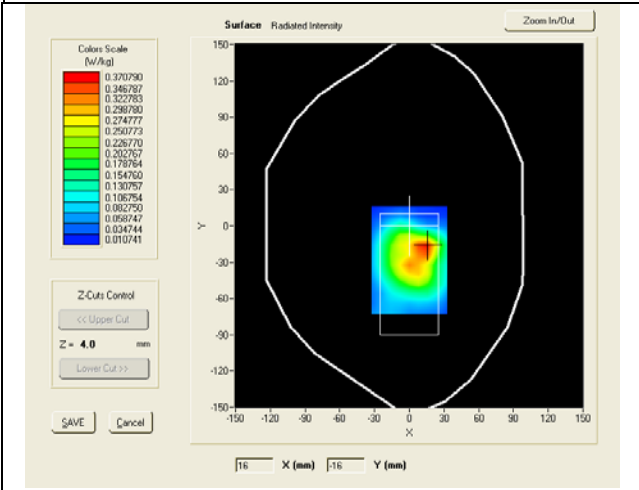 Surface Radiated Intensity
Zoom In/Out
Colors Scale
(W/kg)
0.370790
0.346787
0.322783
0.298780
0.274777
0.250773
0.226770
0.202767
0.178764
0.154760
0.130757
0.106754
0.082750
0.058747
0.034744
0.010741
Z-Cuts Control
<< Upper Cut
Z = 4.0 mm
Lower Cut >>
SAVE Cancel
150-
120-
90-
60-
30-
0-
-30-
-60-
-90-
-120-
-150-
Y
-150 -120 -90 -60 -30 0 30 60 90 120 150
X
16 X (mm) -16 Y (mm)